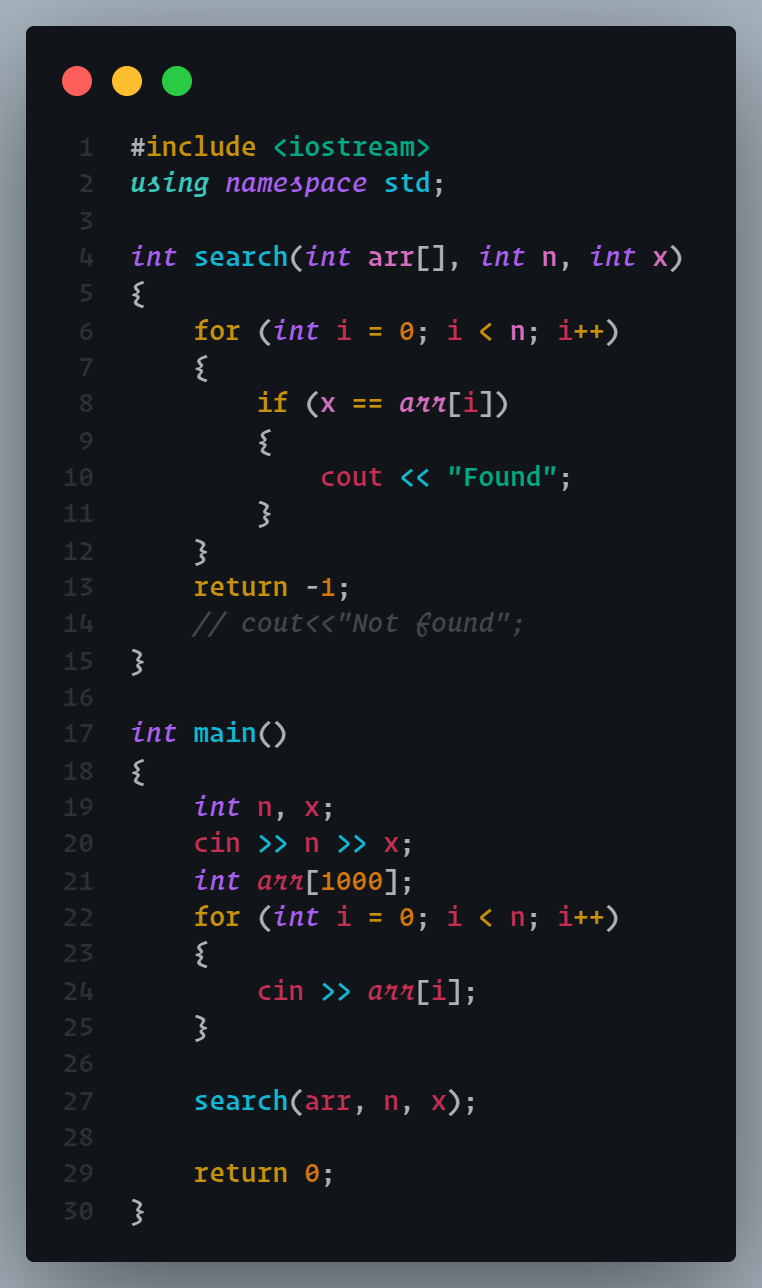 1 #include <iostream>
2 using namespace std;
3
4 int search(int arr[], int n, int x)
5 {
6     for (int i = 0; i < n; i++)
7     {
8         if (x == arr[i])
9         {
10             cout << "Found";
11         }
12     }
13     return -1;
14     // cout<<"Not found";
15 }
16
17 int main()
18 {
19     int n, x;
20     cin >> n >> x;
21     int arr[1000];
22     for (int i = 0; i < n; i++)
23     {
24         cin >> arr[i];
25     }
26
27     search(arr, n, x);
28
29     return 0;
30 }